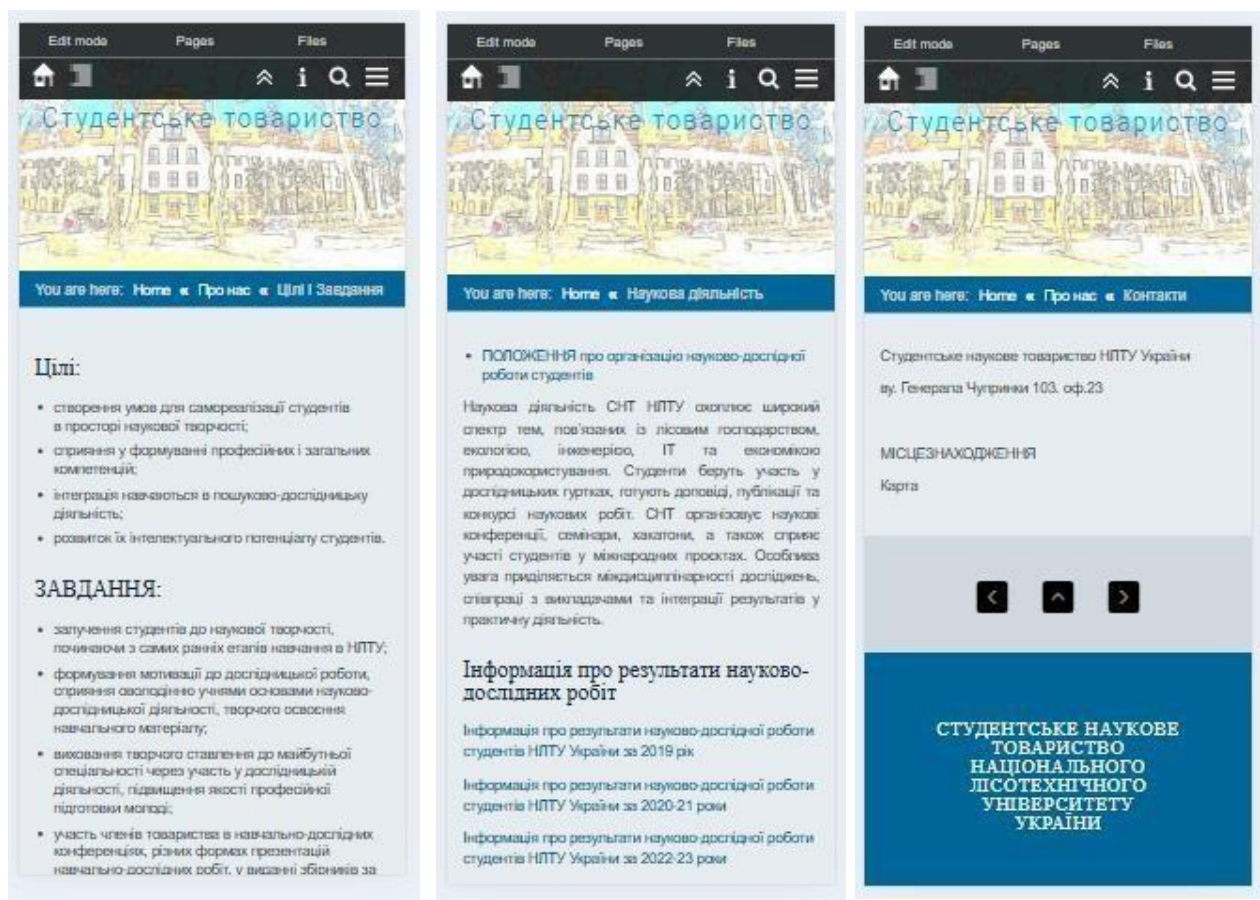 Edit mode Pages Files
Студентське товариство
You are here: Home « Про нас « Цілі І Завдання
Цілі:
• створення умов для самореалізації студентів
в просторі наукової творчості;
• сприяння у формуванні професійних і загальних
компетенцій;
• інтеграція навчаються в пошуково-дослідницьку
діяльність;
• розвиток їх інтелектуального потенціалу студентів.
ЗАВДАННЯ:
• залучення студентів до наукової творчості,
починаючи з самих ранніх етапів навчання в НЛТУ;
• формування мотивації до дослідницької роботи,
сприяння оволодінню учнями основами науково-
дослідницької діяльності, творчого освоєння
навчального матеріалу;
• виховання творчого ставлення до майбутньої
спеціальності через участь у дослідницькій
діяльності, підвищення якості професійної
підготовки молоді;
• участь членів товариства в навчально-дослідних
конференціях, різних формах презентацій
навчально-дослідних робіт, у виданні збірників за
Edit mode Pages Files
Студентське товариство
You are here: Home « Наукова діяльність
• ПОЛОЖЕННЯ про організацію науково-дослідної
роботи студентів
Наукова діяльність СНТ НЛТУ охоплює широкий
спектр тем, пов'язаних із лісовим господарством,
екологією, інженерією, ІТ та економікою
природокористування. Студенти беруть участь у
дослідницьких гуртках, готують доповіді, публікації та
конкурсі наукових робіт. СНТ організовує наукові
конференції, семінари, хакатони, а також сприяє
участі студентів у міжнародних проєктах. Особлива
увага приділяється міждисциплінарності досліджень,
співпраці з викладачами та інтеграції результатів у
практичну діяльність.
Інформація про результати науково-
дослідних робіт
Інформація про результати науково-дослідної роботи
студентів НЛТУ України за 2019 рік
Інформація про результати науково-дослідної роботи
студентів НЛТУ України за 2020-21 роки
Інформація про результати науково-дослідної роботи
студентів НЛТУ України за 2022-23 роки
Edit mode Pages Files
Студентське товариство
You are here: Home « Про нас « Контакти
Студентське наукове товариство НЛТУ України
ву. Генерала Чупринки 103. оф.23
МІСЦЕЗНАХОДЖЕННЯ
Карта
СТУДЕНТСЬКЕ НАУКОВЕ
ТОВАРИСТВО
НАЦІОНАЛЬНОГО
ЛІСОТЕХНІЧНОГО
УНІВЕРСИТЕТУ
УКРАЇНИ